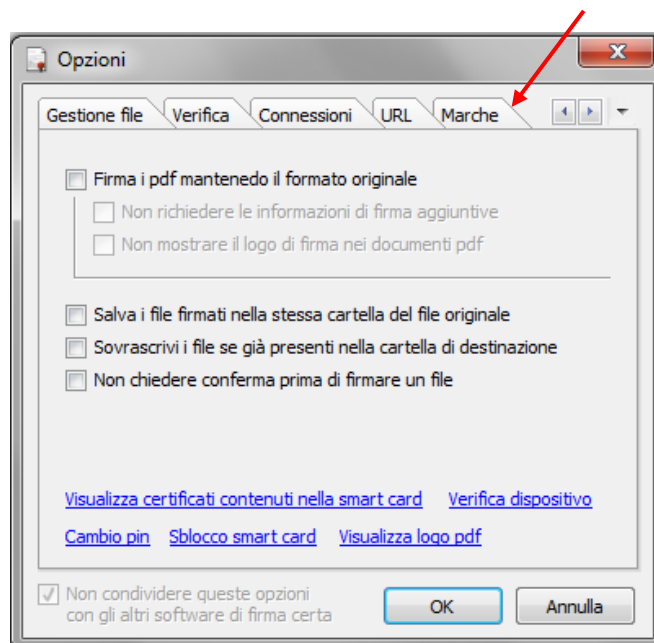 Opzioni
Gestione file Verifica Connessioni URL Marche
Firma i pdf mantenedo il formato originale
Non richiedere le informazioni di firma aggiuntive
Non mostrare il logo di firma nei documenti pdf
Salva i file firmati nella stessa cartella del file originale
Sovrascrivi i file se già presenti nella cartella di destinazione
Non chiedere conferma prima di firmare un file
Visualizza certificati contenuti nella smart card Verifica dispositivo
Cambio pin Sblocco smart card Visualizza logo pdf
Non condividere queste opzioni
con gli altri software di firma certa
OK Annulla